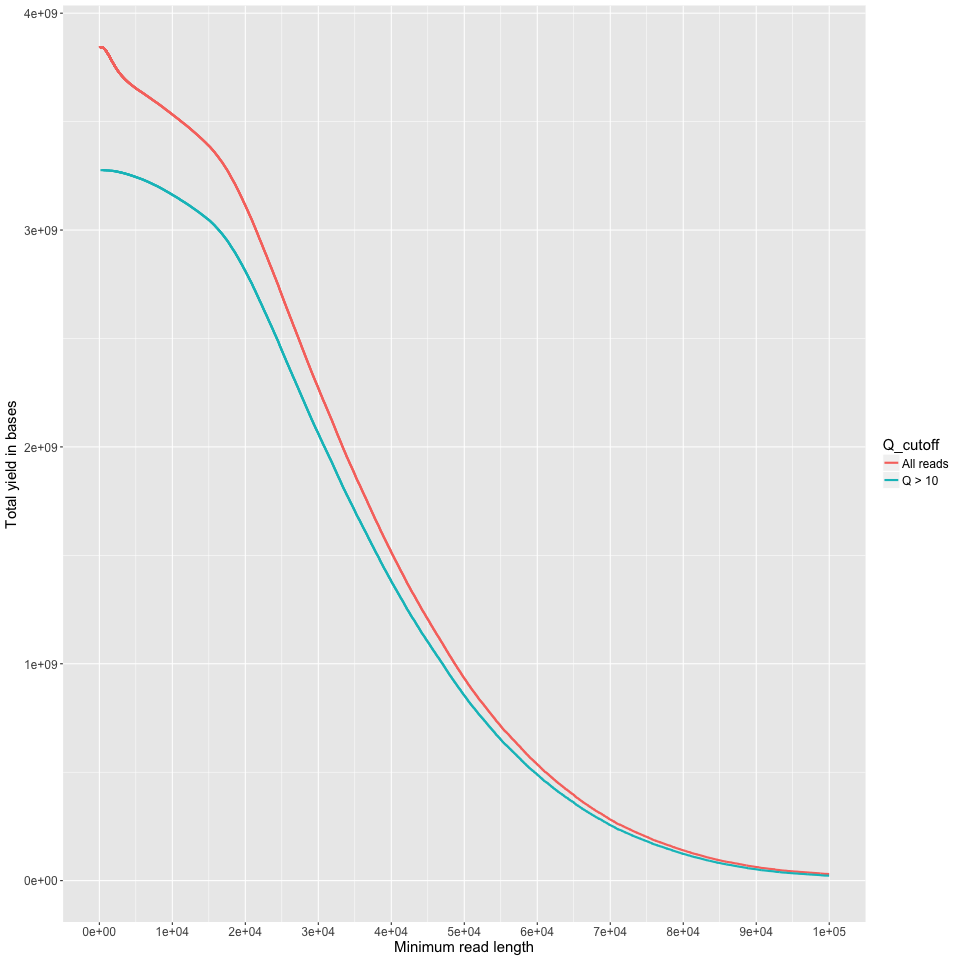 4e+09
3e+09
2e+09
1e+09
0e+00
Total yield in bases
0e+00 1e+04 2e+04 3e+04 4e+04 5e+04 6e+04 7e+04 8e+04 9e+04 1e+05
Minimum read length
Q_cutoff
All reads
Q > 10